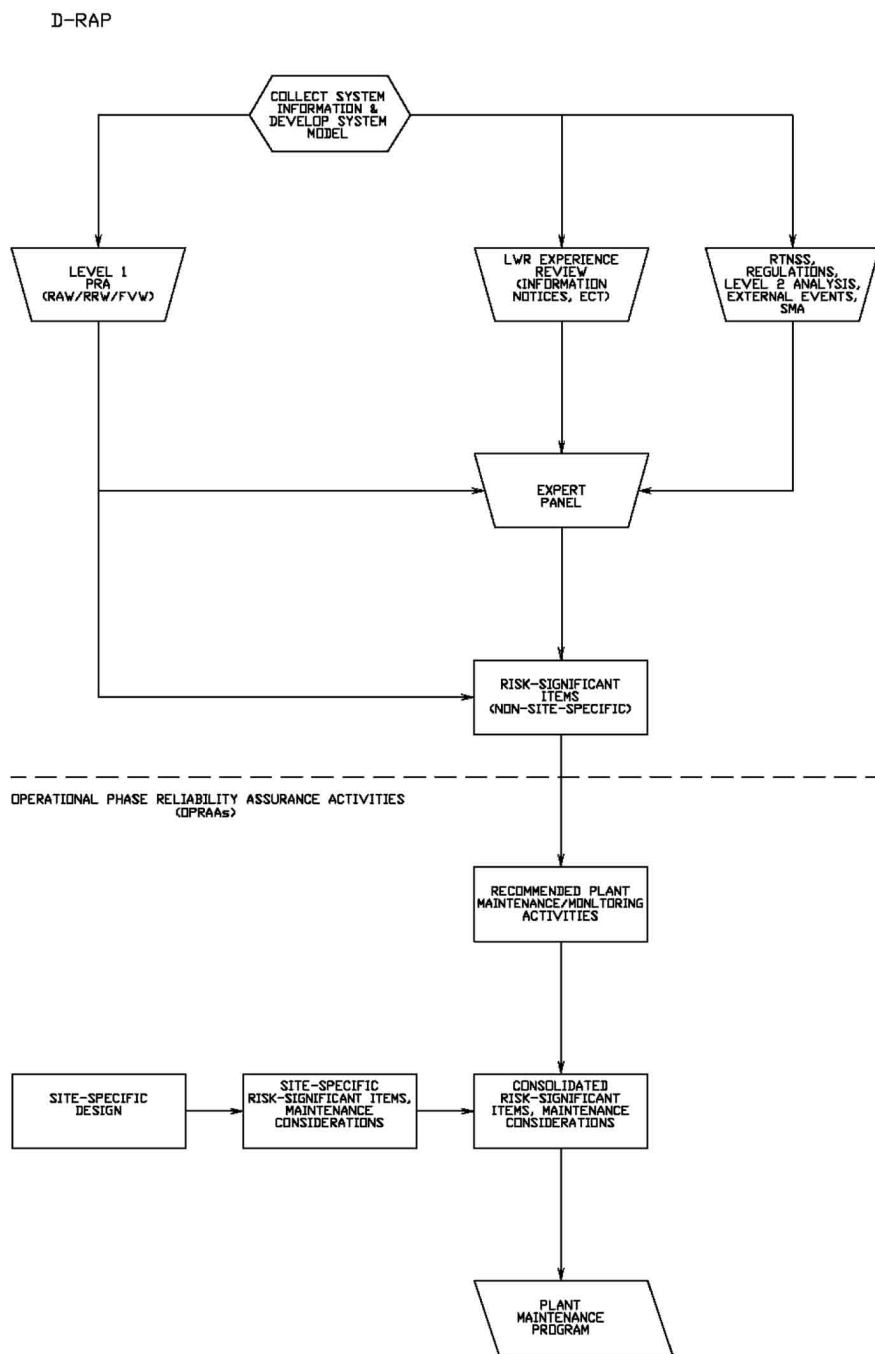 D-RAP
COLLECT SYSTEM
INFORMATION &
DEVELOP SYSTEM
MODEL
LEVEL 1
PRA
(RAW/RRW/FVW)
LWR EXPERIENCE
REVIEW
(INFORMATION
NOTICES, ECT)
RTNSS,
REGULATIONS,
LEVEL 2 ANALYSIS,
EXTERNAL EVENTS,
SMA
EXPERT
PANEL
RISK-SIGNIFICANT
ITEMS
(NON-SITE-SPECIFIC)
OPERATIONAL PHASE RELIABILITY ASSURANCE ACTIVITIES
(OPRAAs)
RECOMMENDED PLANT
MAINTENANCE/MONLTORING
ACTIVITIES
SITE-SPECIFIC
DESIGN
SITE-SPECIFIC
RISK-SIGNIFICANT ITEMS,
MAINTENANCE
CONSIDERATIONS
CONSOLIDATED
RISK-SIGNIFICANT
ITEMS, MAINTENANCE
CONSIDERATIONS
PLANT
MAINTENANCE
PROGRAM